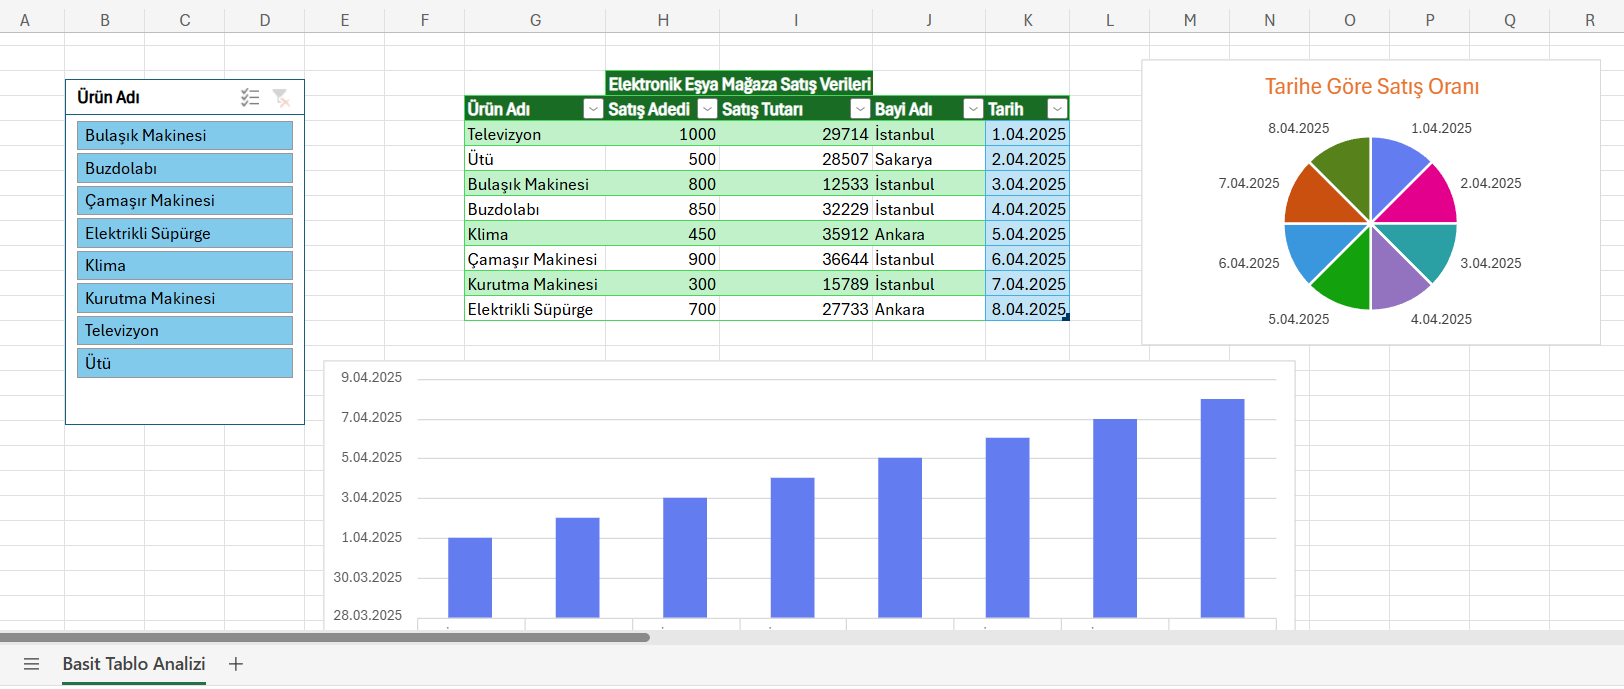 A B C D E F G H I J K L M N O P Q R
Ürün Adı
Bulaşık Makinesi
Buzdolabı
Çamaşır Makinesi
Elektrikli Süpürge
Klima
Kurutma Makinesi
Televizyon
Ütü
Elektronik Eşya Mağaza Satış Verileri
Ürün Adı Satış Adedi Satış Tutarı Bayi Adı Tarih
Televizyon 1000 29714 İstanbul 1.04.2025
Ütü 500 28507 Sakarya 2.04.2025
Bulaşık Makinesi 800 12533 İstanbul 3.04.2025
Buzdolabı 850 32229 İstanbul 4.04.2025
Klima 450 35912 Ankara 5.04.2025
Çamaşır Makinesi 900 36644 İstanbul 6.04.2025
Kurutma Makinesi 300 15789 İstanbul 7.04.2025
Elektrikli Süpürge 700 27733 Ankara 8.04.2025
Tarihe Göre Satış Oranı
8.04.2025 1.04.2025
7.04.2025 2.04.2025
6.04.2025 3.04.2025
5.04.2025 4.04.2025
9.04.2025
7.04.2025
5.04.2025
3.04.2025
1.04.2025
30.03.2025
28.03.2025
Basit Tablo Analizi